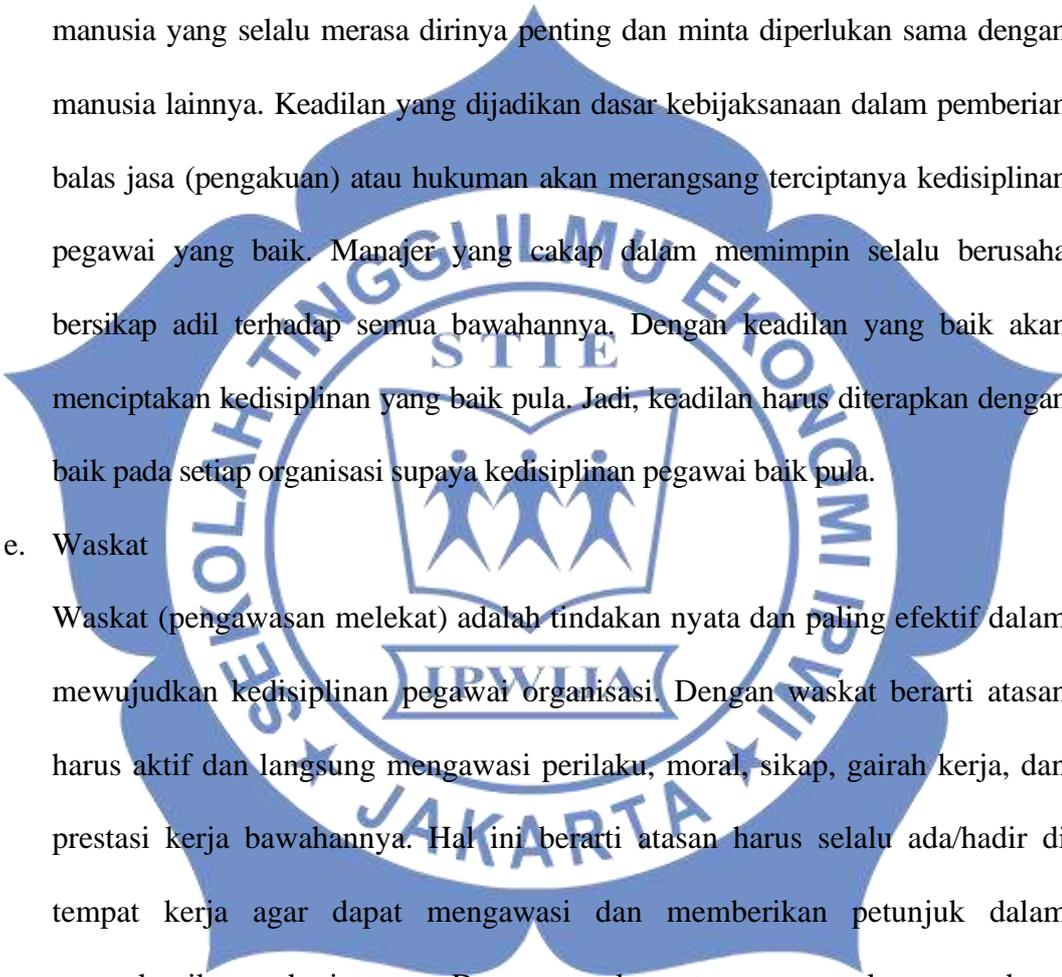 manusia yang selalu merasa dirinya penting dan minta diperlukan sama dengan
manusia lainnya. Keadilan yang dijadikan dasar kebijaksanaan dalam pemberian
balas jasa (pengakuan) atau hukuman akan merangsang terciptanya kedisiplinan
pegawai yang baik. Manajer yang cakap dalam memimpin selalu berusaha
bersikap adil terhadap semua bawahannya. Dengan keadilan yang baik akan
menciptakan kedisiplinan yang baik pula. Jadi, keadilan harus diterapkan dengan
baik pada setiap organisasi supaya kedisiplinan pegawai baik pula.
e. Waskat
Waskat (pengawasan melekat) adalah tindakan nyata dan paling efektif dalam
mewujudkan kedisiplinan pegawai organisasi. Dengan waskat berarti atasan
harus aktif dan langsung mengawasi perilaku, moral, sikap, gairah kerja, dan
prestasi kerja bawahannya. Hal ini berarti atasan harus selalu ada/hadir di
tempat kerja agar dapat mengawasi dan memberikan petunjuk dalam
SEKOLAH TINGGI ILMU EKONOMI IPWI
JAKARTA
STIE
IPWIJA